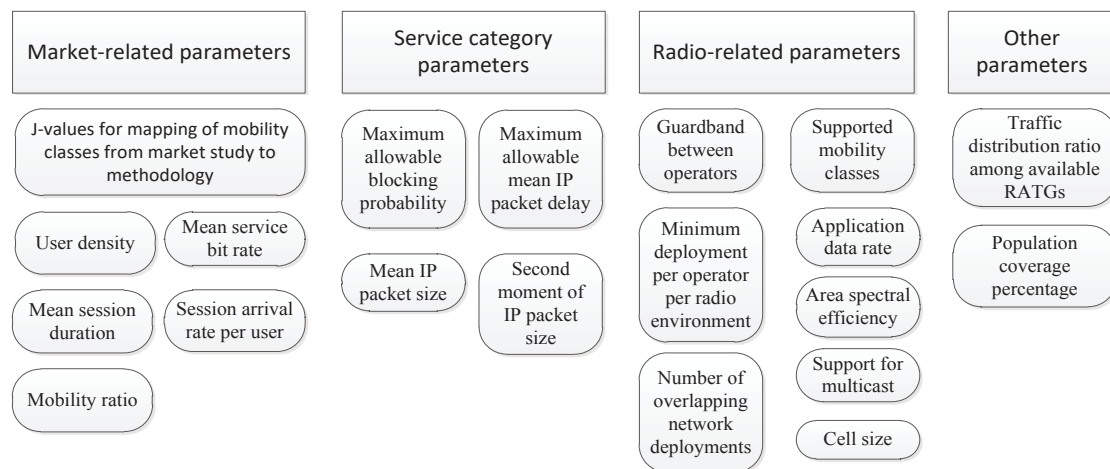 Market-related parameters
J-values for mapping of mobility
classes from market study to
methodology
User density
Mean service
bit rate
Mean session
duration
Session arrival
rate per user
Mobility ratio
Service category
parameters
Maximum
allowable
blocking
probability
Maximum
allowable
mean IP
packet delay
Mean IP
packet size
Second
moment of
IP packet
size
Radio-related parameters
Guardband
between
operators
Supported
mobility
classes
Minimum
deployment
per operator
per radio
environment
Application
data rate
Area spectral
efficiency
Number of
overlapping
network
deployments
Support for
multicast
Cell size
Other
parameters
Traffic
distribution ratio
among available
RATGs
Population
coverage
percentage